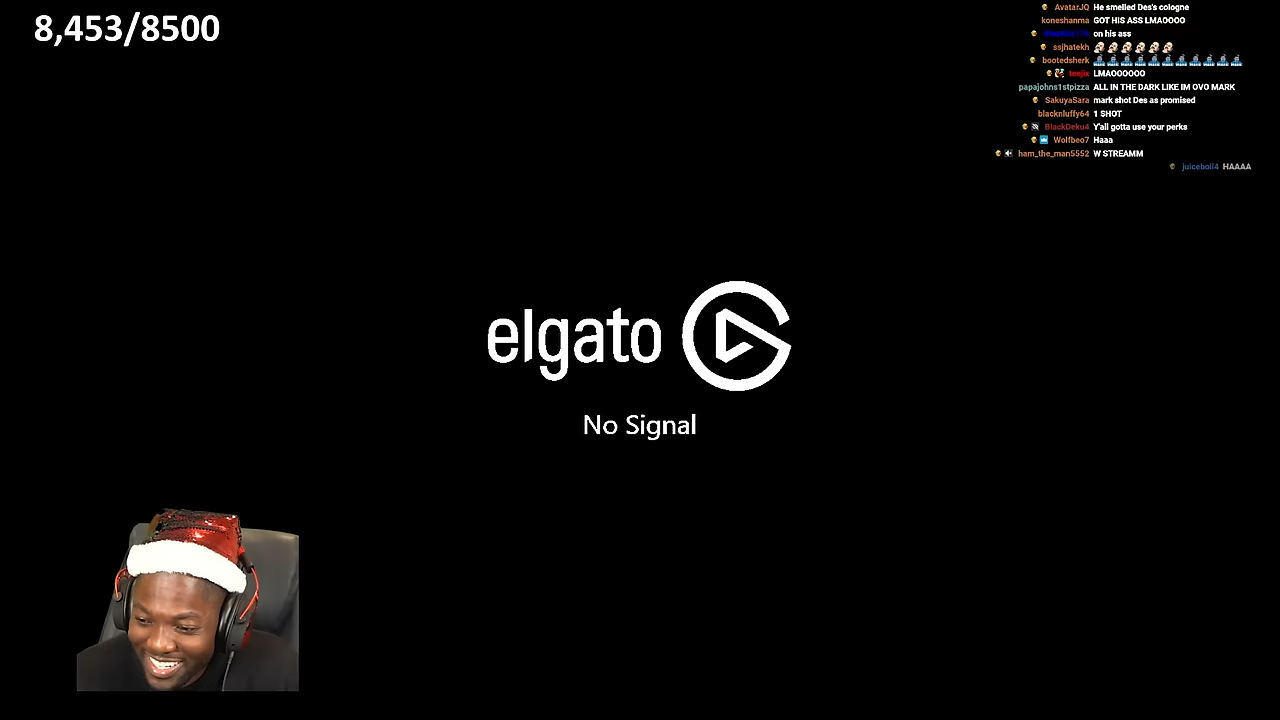 8,453/8500
AvatarJQ He smelled Des's cologne
koneshanma GOT HIS ASS LMAOOOO
on his ass
ssjhatekh
bootedsherk
teejix LMAOOOOOO
papajohns1stpizza ALL IN THE DARK LIKE IM OVO MARK
SakuyaSara mark shot Des as promised
blacknluffy64 1 SHOT
BlackDeku4 Y'all gotta use your perks
Wolfbeo7 Haaa
ham_the_man5552 W STREAMM
juiceboii4 HAAAA
elgato
No Signal